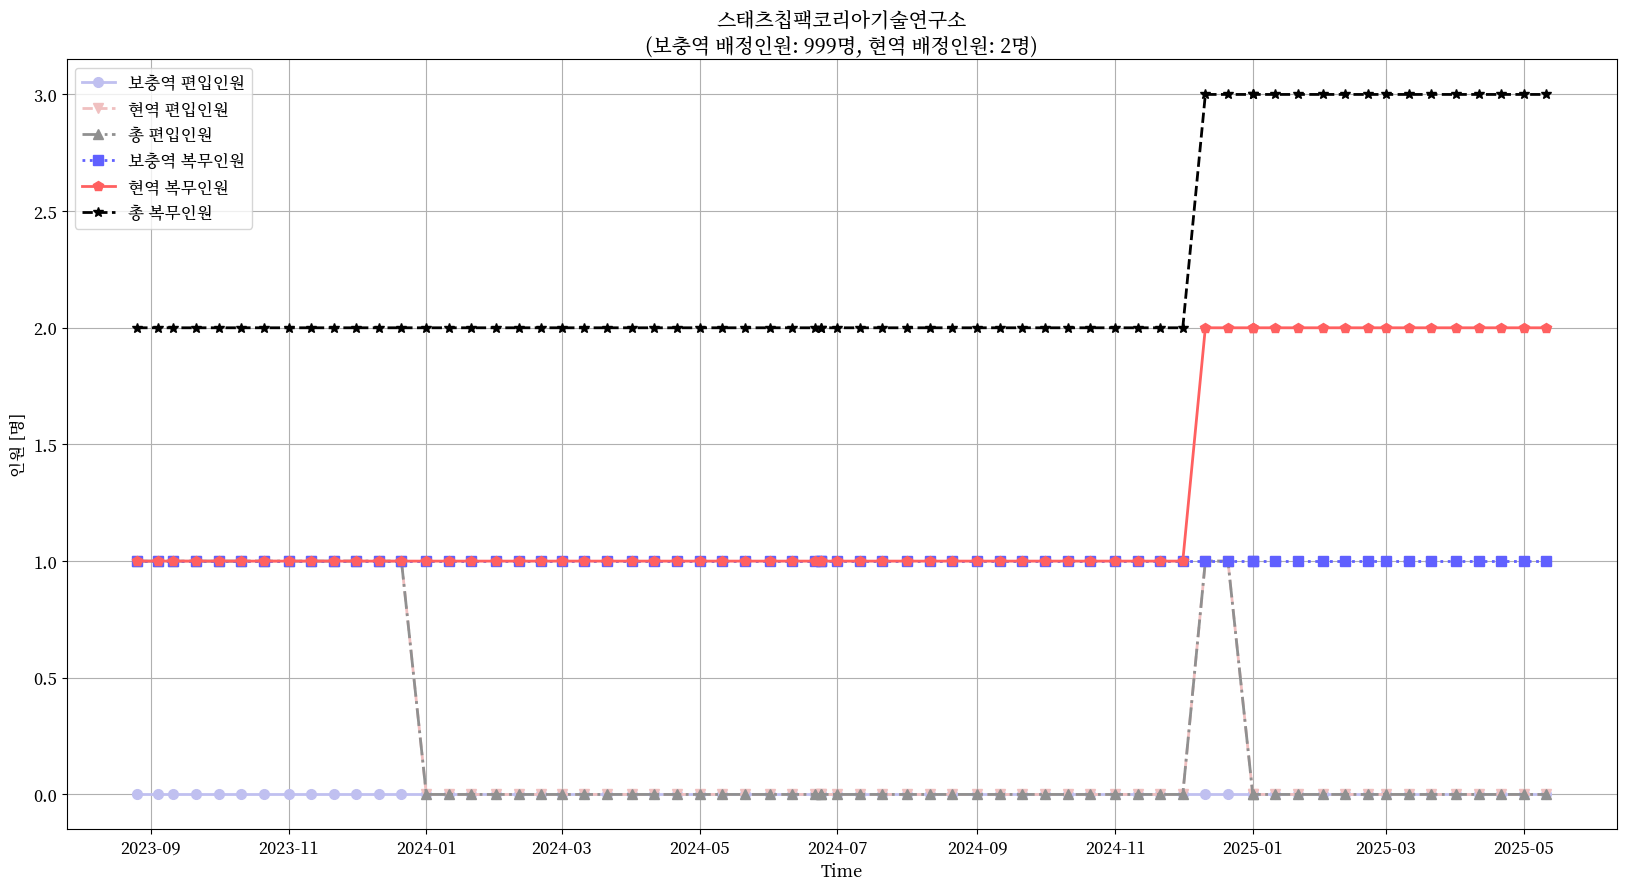 스태츠칩팩코리아기술연구소
(보충역 배정인원: 999명, 현역 배정인원: 2명)
보충역 편입인원
현역 편입인원
총 편입인원
보충역 복무인원
현역 복무인원
총 복무인원
3.0
2.5
2.0
1.5
1.0
0.5
0.0
인원 [명]
2023-09 2023-11 2024-01 2024-03 2024-05 2024-07 2024-09 2024-11 2025-01 2025-03 2025-05
Time